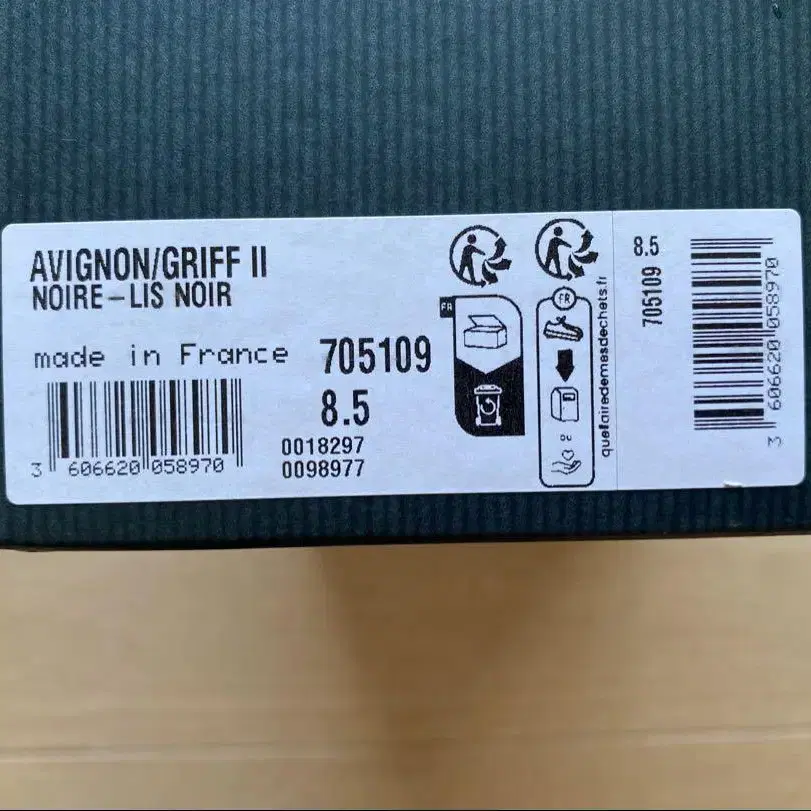 AVIGNON/GRIFF II
NOIRE-LIS NOIR
made in France
705109
8.5
0018297
0098977
3 606620 058970
FR
FR
quefairedemesdechets.fr
8.5
705109
3 606620 058970